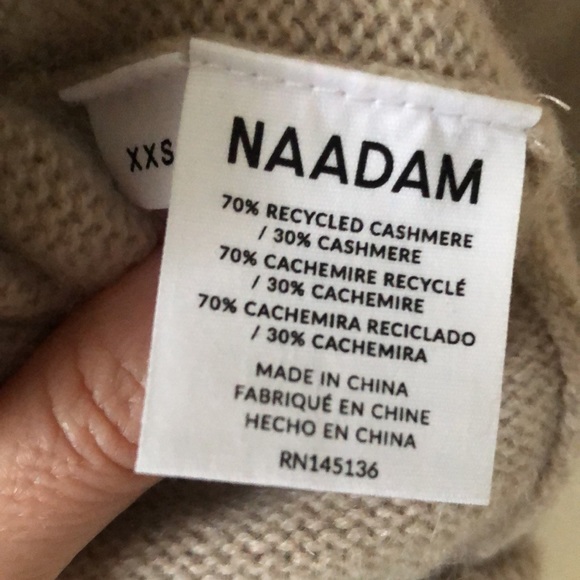 XXS
NAADAM
70% RECYCLED CASHMERE
/ 30% CASHMERE
70% CACHEMIRE RECYCLÉ
/ 30% CACHEMIRE
70% CACHEMIRA RECICLADO
/ 30% CACHEMIRA
MADE IN CHINA
FABRIQUÉ EN CHINE
HECHO EN CHINA
RN145136